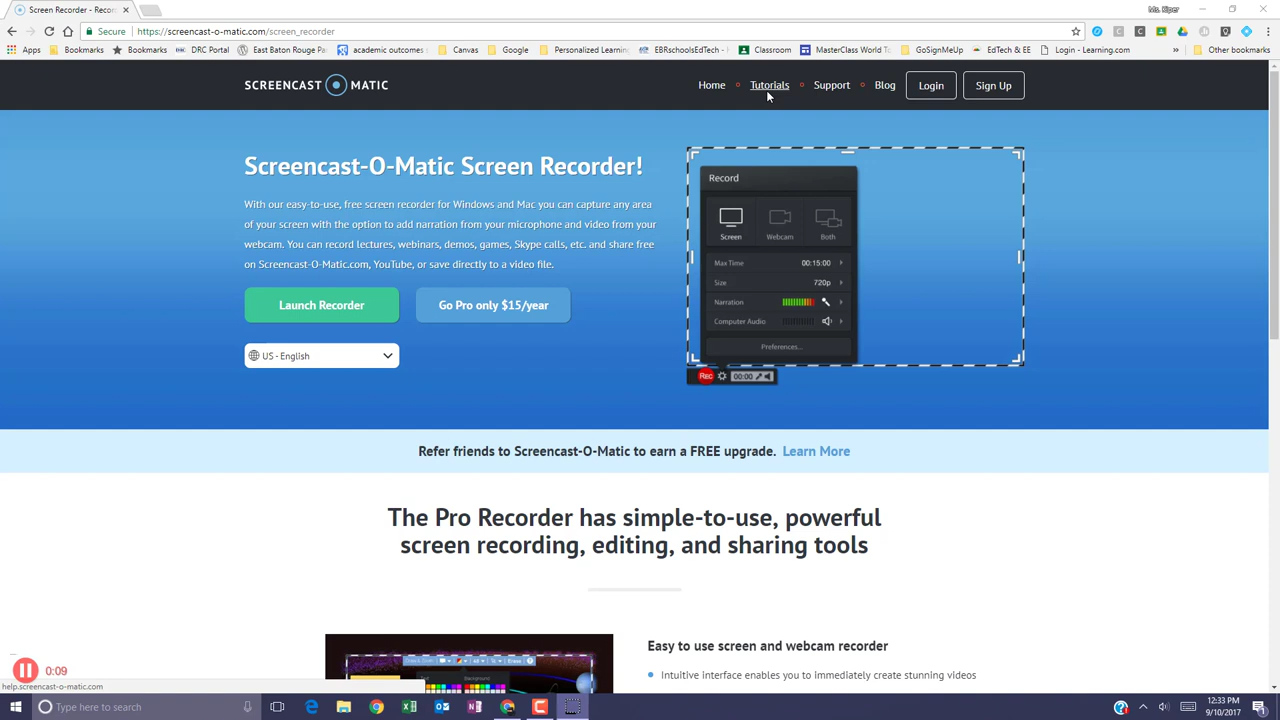 Screen Recorder - Recor
Ms. Kiper
Secure
https://screencast-o-matic.com/screen_recorder
Apps
Bookmarks
Bookmarks
DRC Portal
East Baton Rouge Pa
academic outcomes
Canvas
Google
Personalized Learnin
EBRschoolsEdTech - H
Classroom
MasterClass World To
GoSignMeUp
EdTech & EE
Login - Learning.com
»
Other bookmarks
SCREENCAST MATIC
Home
Tutorials
Support
Blog
Login
Sign Up
Screencast-O-Matic Screen Recorder!
With our easy-to-use, free screen recorder for Windows and Mac you can capture any area
of your screen with the option to add narration from your microphone and video from your
webcam. You can record lectures, webinars, demos, games, Skype calls, etc. and share free
on Screencast-O-Matic.com, YouTube, or save directly to a video file.
Launch Recorder
Go Pro only $15/year
US - English
Record
Screen
Webcam
Both
Max Time 00:15:00
Size 720p
Narration
Computer Audio
Preferences...
Rec
00:00
Refer friends to Screencast-O-Matic to earn a FREE upgrade. Learn More
The Pro Recorder has simple-to-use, powerful
screen recording, editing, and sharing tools
Easy to use screen and webcam recorder
Intuitive Interface enables you to immediately create stunning videos
Draw & Zoom
Erase
Background
0:09
help.screencast-o-matic.com
Type here to search
12:33 PM
9/10/2017